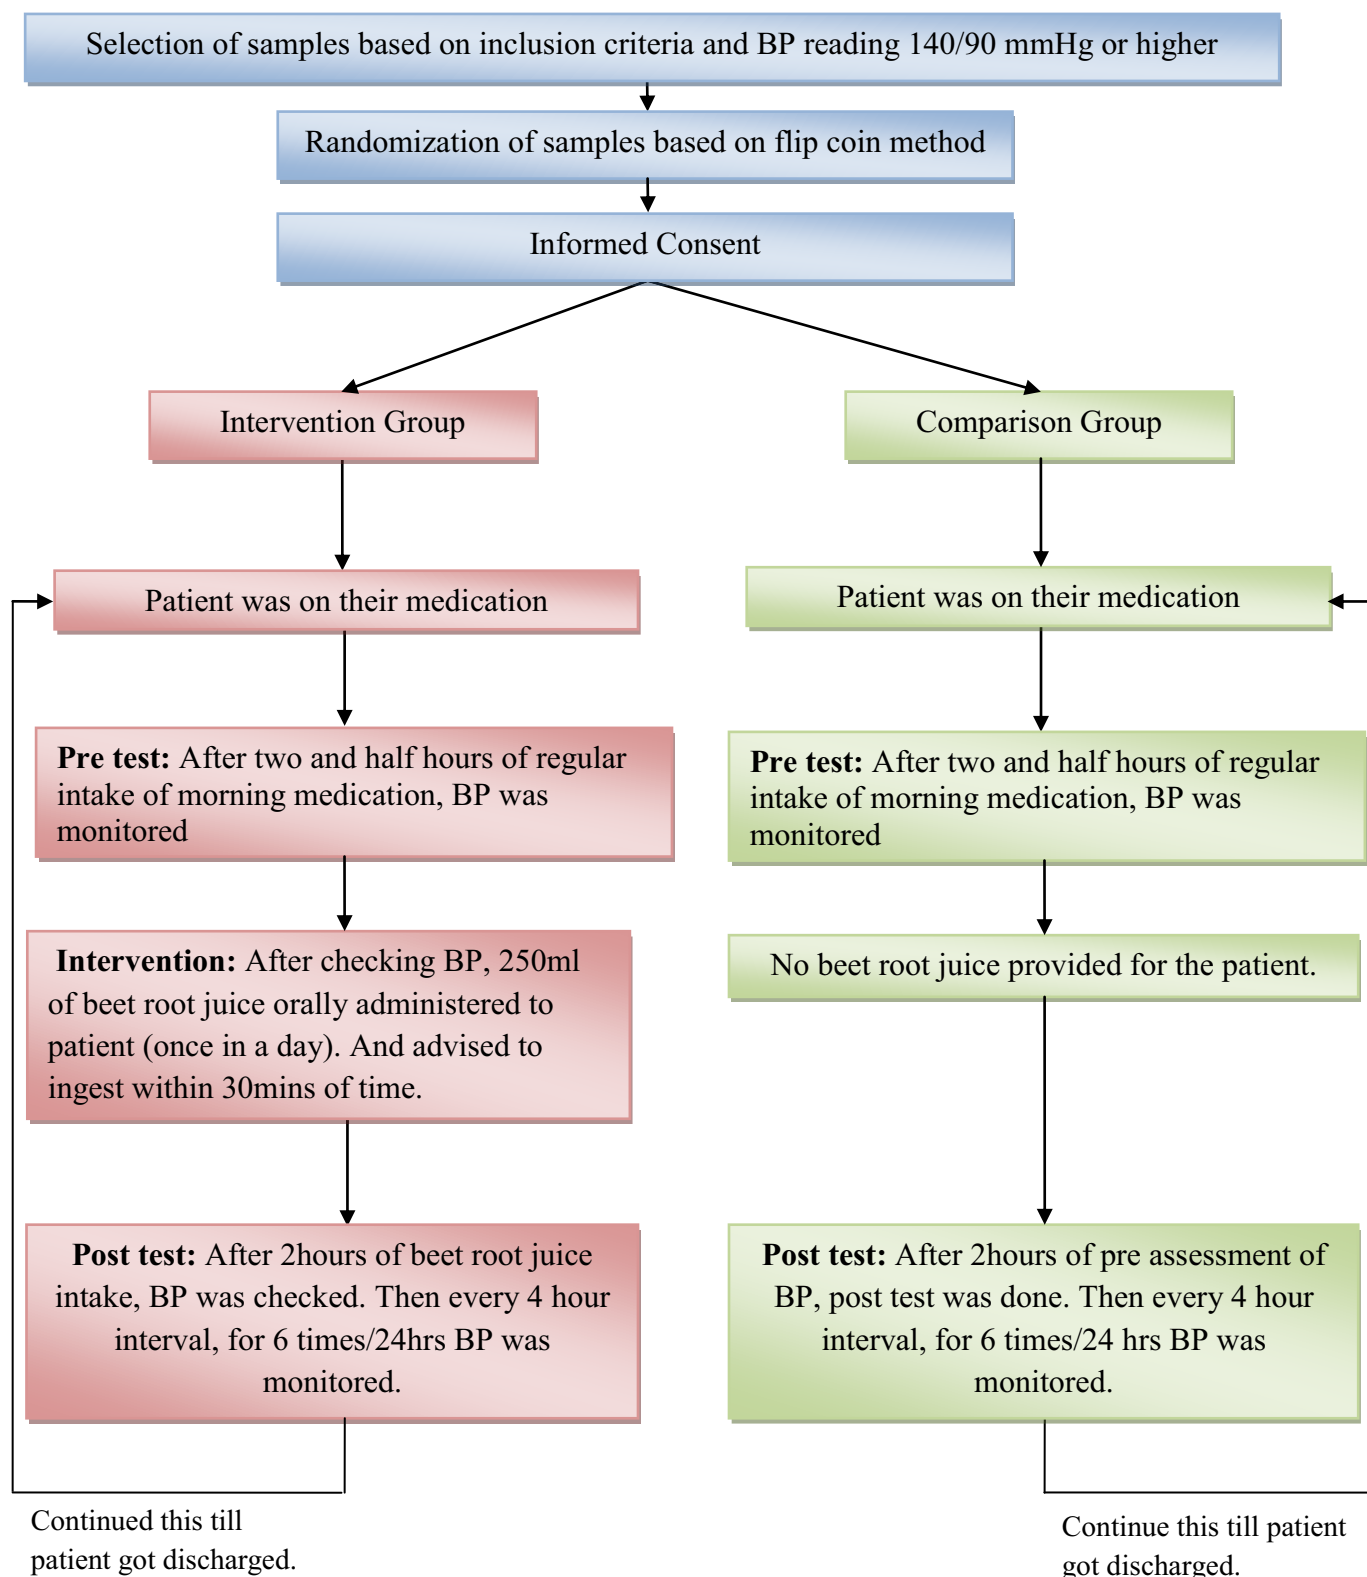 Selection of samples based on inclusion criteria and BP reading 140/90 mmHg or higher
Randomization of samples based on flip coin method
Informed Consent
Intervention Group
Comparison Group
Patient was on their medication
Patient was on their medication
Pre test: After two and half hours of regular
intake of morning medication, BP was
monitored
Pre test: After two and half hours of regular
intake of morning medication, BP was
monitored
Intervention: After checking BP, 250ml
of beet root juice orally administered to
patient (once in a day). And advised to
ingest within 30mins of time.
No beet root juice provided for the patient.
Post test: After 2hours of beet root juice
intake, BP was checked. Then every 4 hour
interval, for 6 times/24hrs BP was
monitored.
Post test: After 2hours of pre assessment of
BP, post test was done. Then every 4 hour
interval, for 6 times/24 hrs BP was
monitored.
Continued this till
patient got discharged.
Continue this till patient
got discharged.